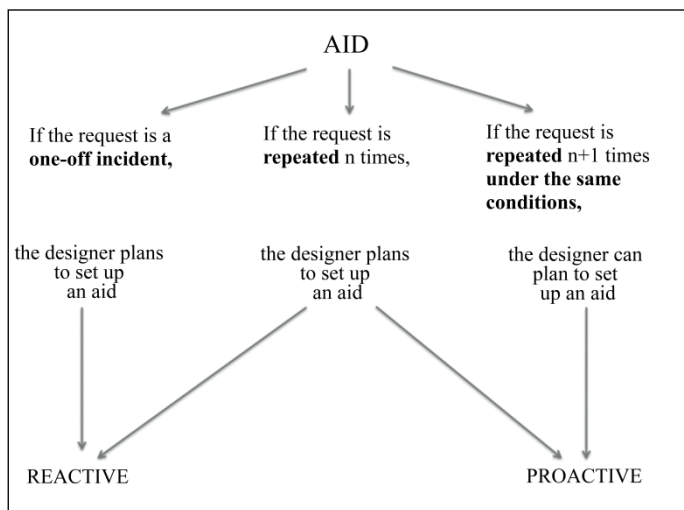 AID
If the request is a
one-off incident,
If the request is
repeated n times,
If the request is
repeated n+1 times
under the same
conditions,
the designer plans
to set up
an aid
the designer plans
to set up
an aid
the designer can
plan to set
up an aid
REACTIVE
PROACTIVE